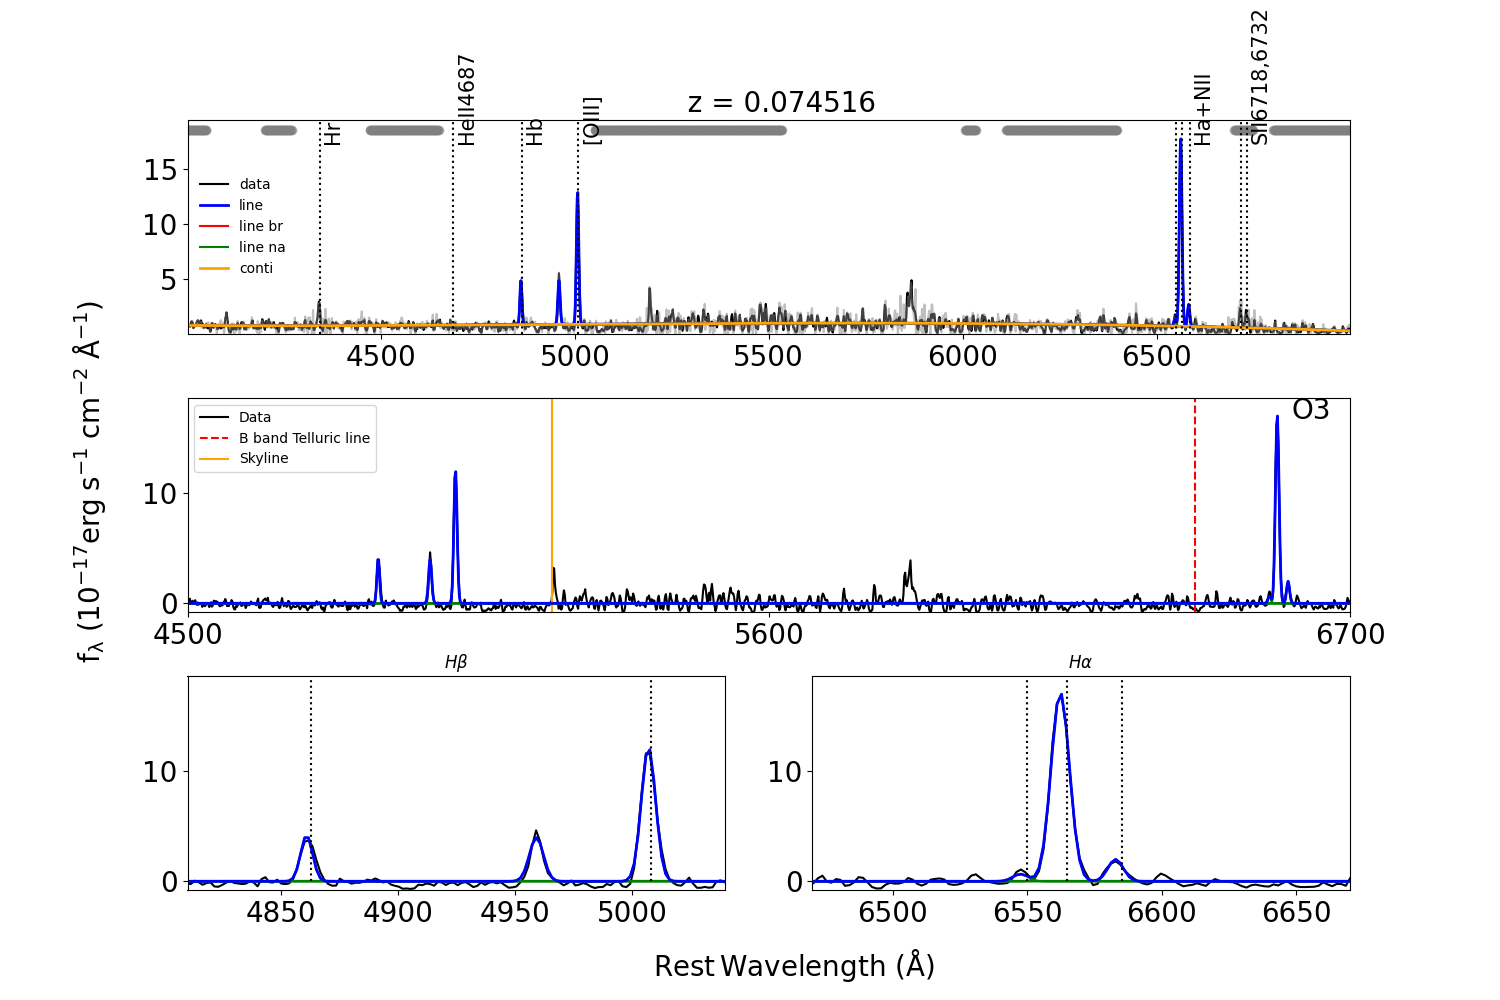 z = 0.074516
Hr
HeII4687
Hb
[OIII]
Ha+NII
SII6718,6732
15
10
5
data
line
line br
line na
conti
4500
5000
5500
6000
6500
fλ (10−17erg s−1 cm−2 Å−1)
Data
B band Telluric line
Skyline
O3
10
0
4500
5600
6700
Hβ
10
0
4850
4900
4950
5000
Hα
10
0
6500
6550
6600
6650
Rest Wavelength (Å)